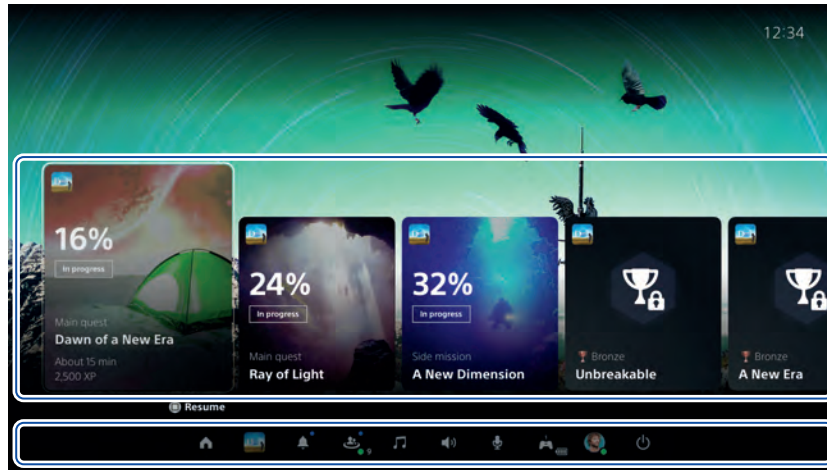 12:34
16%
In progress
Main quest
Dawn of a New Era
About 15 min
2,500 XP
24%
In progress
Main quest
Ray of Light
32%
In progress
Side mission
A New Dimension
Bronze
Unbreakable
Bronze
A New Era
Resume
9